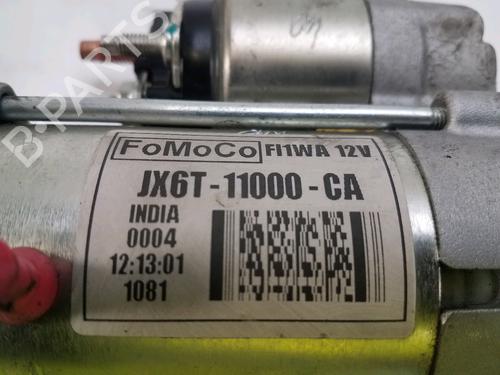 FoMoCo FI1WA 12V
JX6T-11000-CA
INDIA
0004
12:13:01
1081
B-PARTS